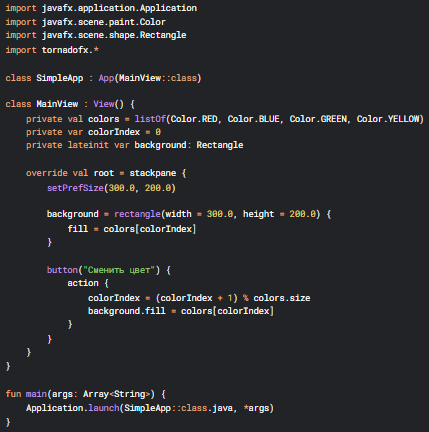 import javafx.application.Application
import javafx.scene.paint.Color
import javafx.scene.shape.Rectangle
import tornadofx.*

class SimpleApp : App(MainView::class)

class MainView : View() {
    private val colors = listOf(Color.RED, Color.BLUE, Color.GREEN, Color.YELLOW)
    private var colorIndex = 0
    private lateinit var background: Rectangle

    override val root = stackpane {
        setPrefSize(300.0, 200.0)

        background = rectangle(width = 300.0, height = 200.0) {
            fill = colors[colorIndex]
        }

        button("Сменить цвет") {
            action {
                colorIndex = (colorIndex + 1) % colors.size
                background.fill = colors[colorIndex]
            }
        }
    }
}

fun main(args: Array<String>) {
    Application.launch(SimpleApp::class.java, *args)
}